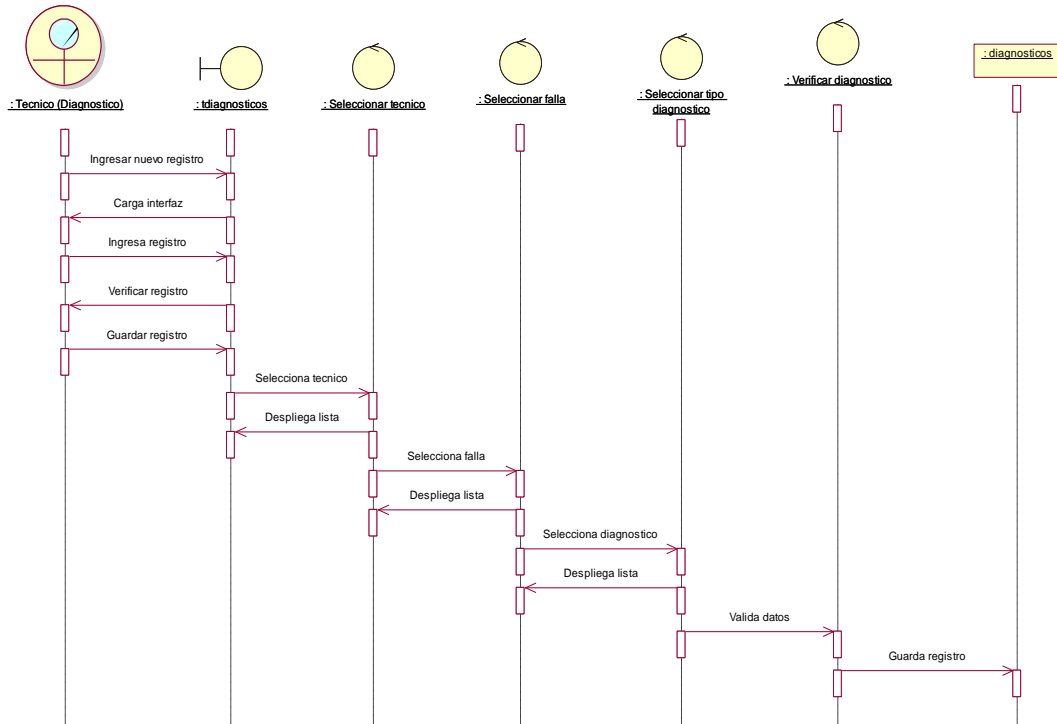 : Tecnico (Diagnostico)
: tdiagnosticos
: Seleccionar tecnico
: Seleccionar falla
: Seleccionar tipo
diagnostico
: Verificar diagnostico
: diagnosticos
Ingresar nuevo registro
Carga interfaz
Ingresa registro
Verificar registro
Guardar registro
Selecciona tecnico
Despliega lista
Selecciona falla
Despliega lista
Selecciona diagnostico
Despliega lista
Valida datos
Guarda registro